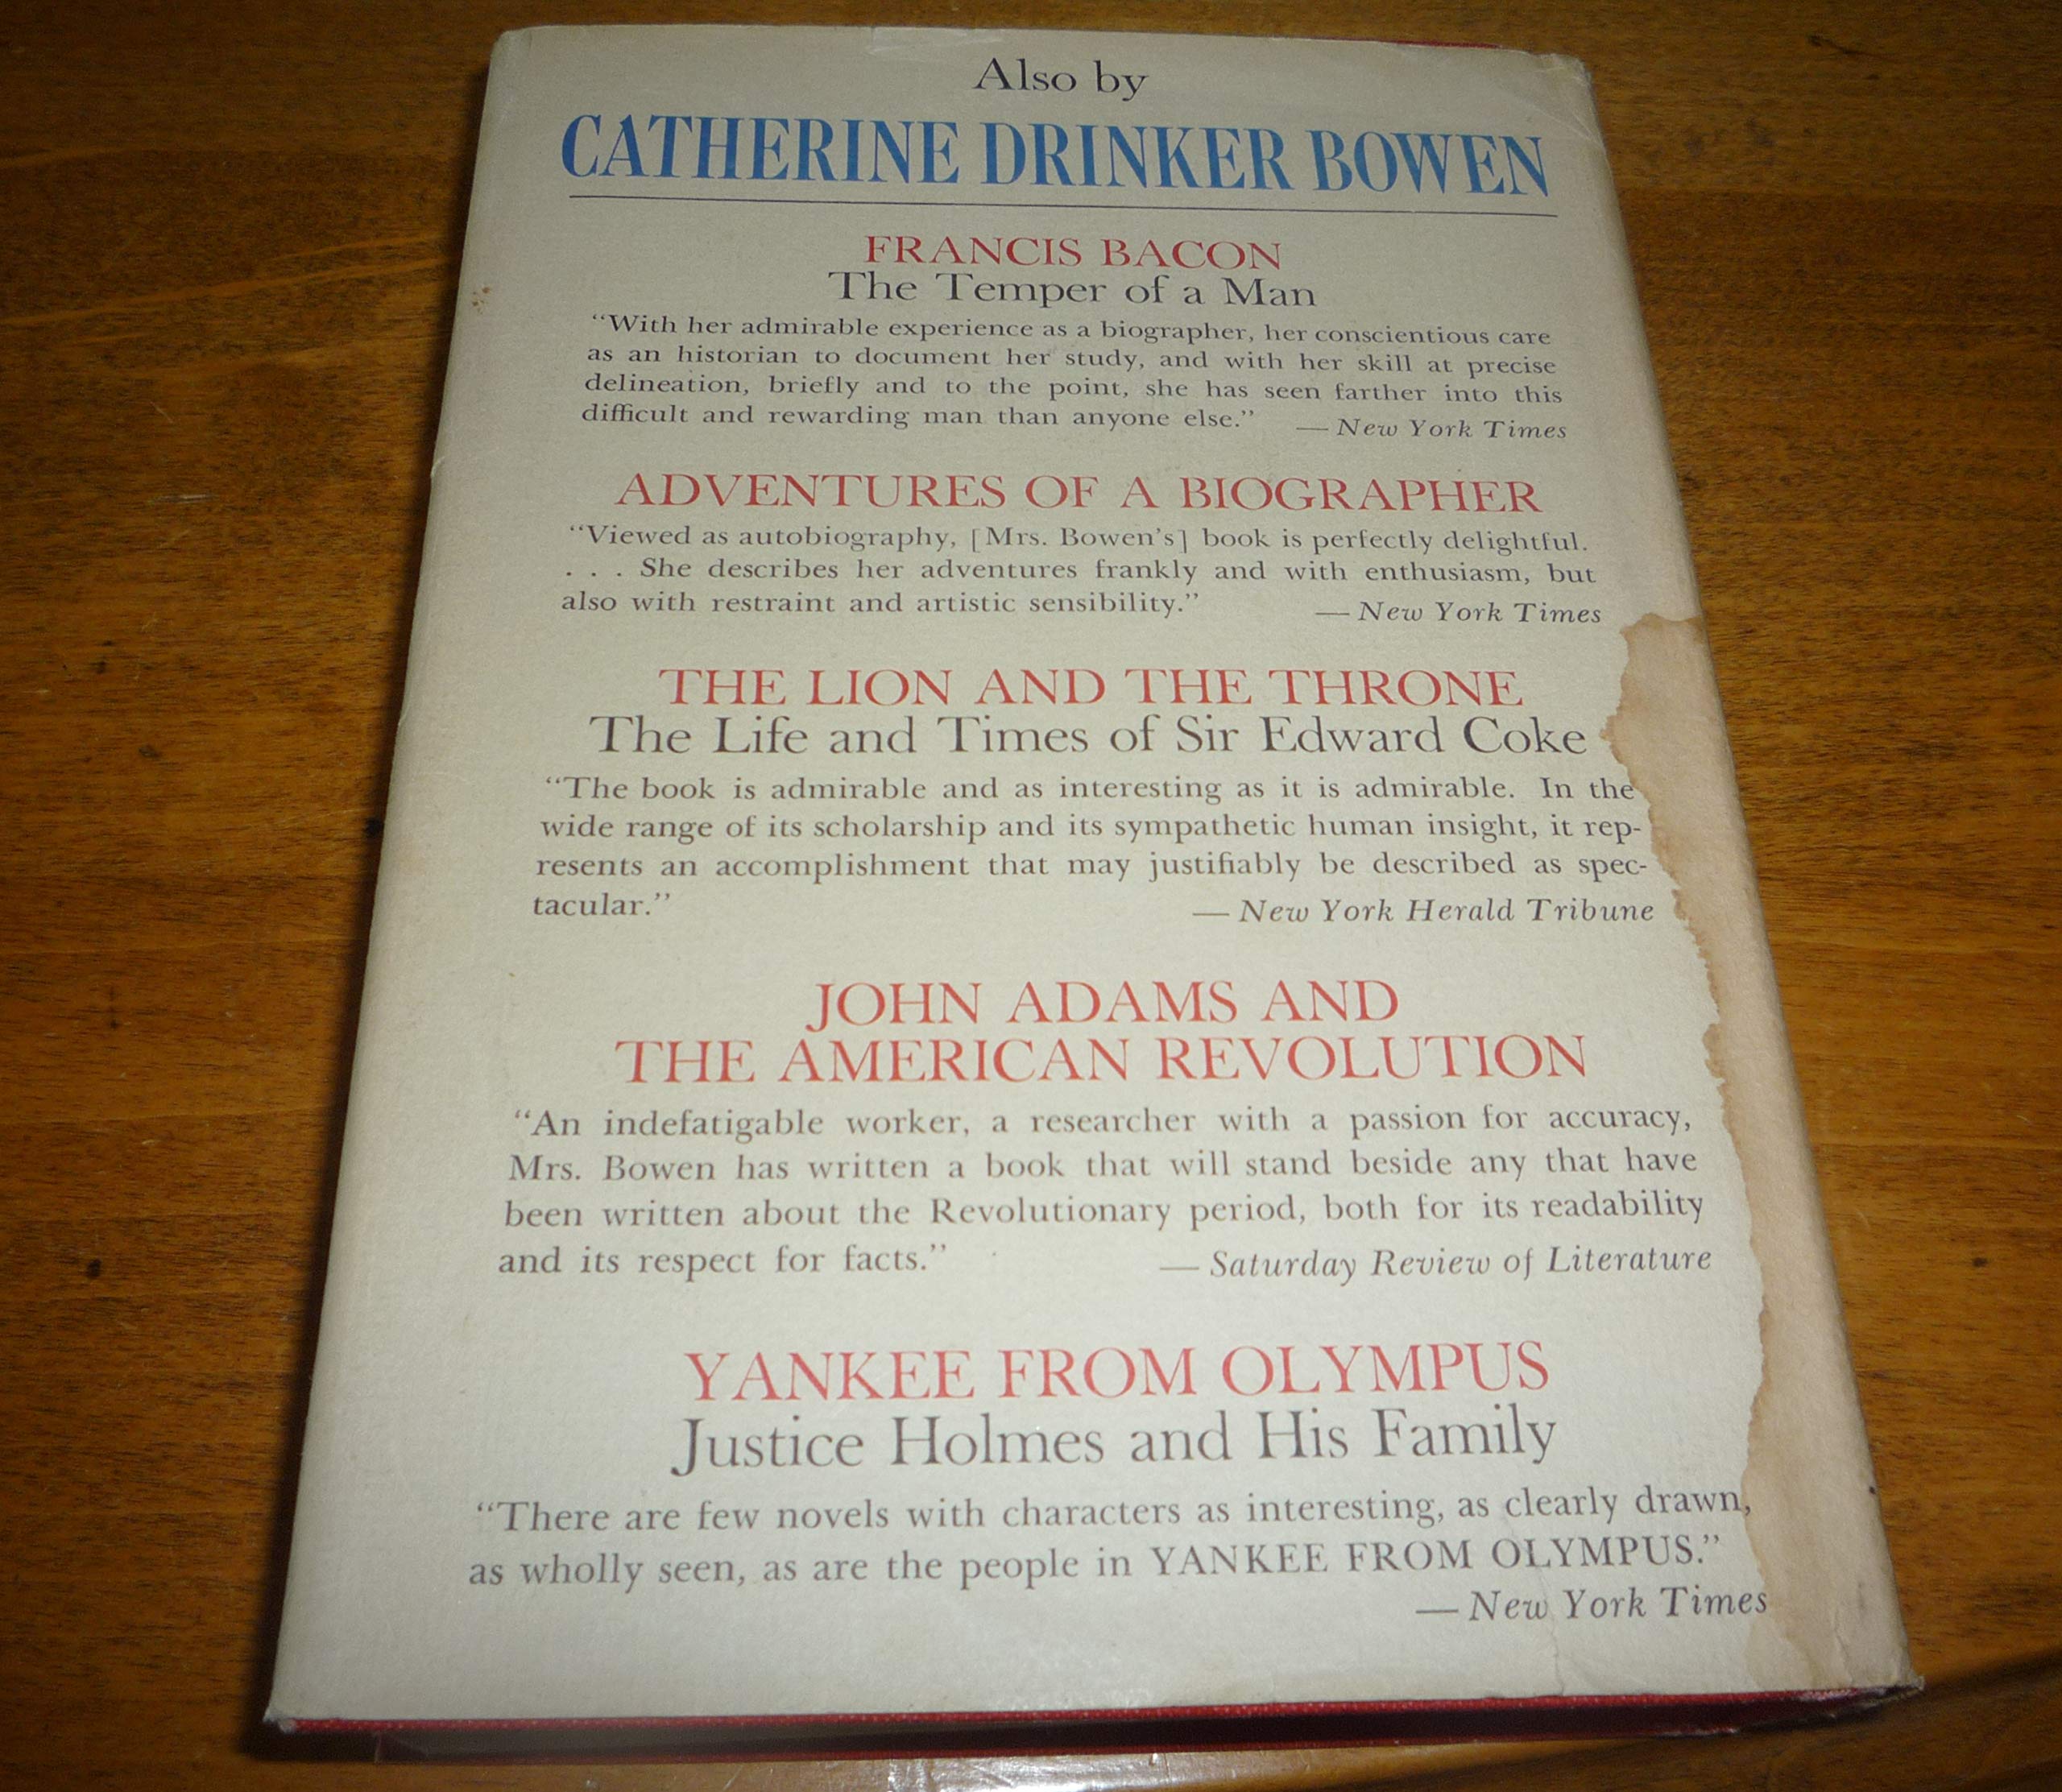 Also by
CATHERINE DRINKER BOWEN
FRANCIS BACON
The Temper of a Man
“With her admirable experience as a biographer, her conscientious care
as an historian to document her study, and with her skill at precise
delineation, briefly and to the point, she has seen farther into this
difficult and rewarding man than anyone else.” — New York Times
ADVENTURES OF A BIOGRAPHER
“Viewed as autobiography, [Mrs. Bowen’s] book is perfectly delightful.
. . . She describes her adventures frankly and with enthusiasm, but
also with restraint and artistic sensibility.” — New York Times
THE LION AND THE THRONE
The Life and Times of Sir Edward Coke
“The book is admirable and as interesting as it is admirable. In the
wide range of its scholarship and its sympathetic human insight, it rep-
resents an accomplishment that may justifiably be described as spec-
tacular.” — New York Herald Tribune
JOHN ADAMS AND
THE AMERICAN REVOLUTION
“An indefatigable worker, a researcher with a passion for accuracy,
Mrs. Bowen has written a book that will stand beside any that have
been written about the Revolutionary period, both for its readability
and its respect for facts.” — Saturday Review of Literature
YANKEE FROM OLYMPUS
Justice Holmes and His Family
“There are few novels with characters as interesting, as clearly drawn,
as wholly seen, as are the people in YANKEE FROM OLYMPUS.”
— New York Times